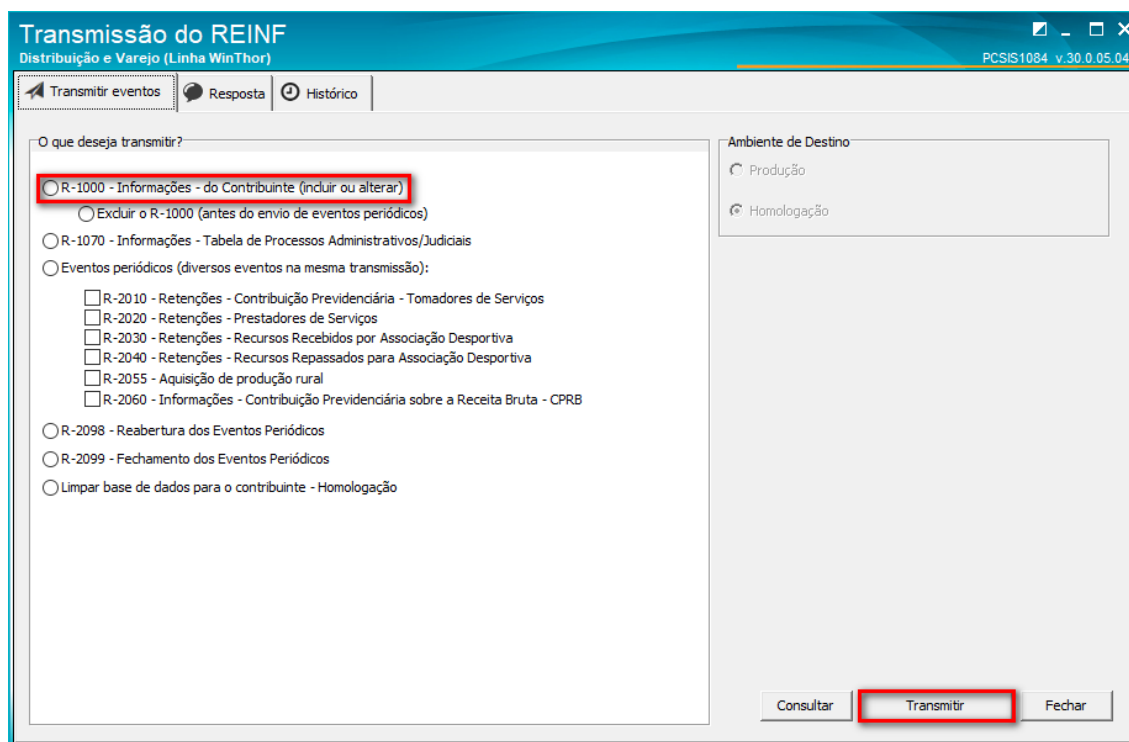 Transmissão do REINF
Distribuição e Varejo (Linha WinThor)
PCSIS1084 v.30.0.05.04
Transmitir eventos
Resposta
Histórico
O que deseja transmitir?
R-1000 - Informações - do Contribuinte (incluir ou alterar)
Excluir o R-1000 (antes do envio de eventos periódicos)
R-1070 - Informações - Tabela de Processos Administrativos/Judiciais
Eventos periódicos (diversos eventos na mesma transmissão):
R-2010 - Retenções - Contribuição Previdenciária - Tomadores de Serviços
R-2020 - Retenções - Prestadores de Serviços
R-2030 - Retenções - Recursos Recebidos por Associação Desportiva
R-2040 - Retenções - Recursos Repassados para Associação Desportiva
R-2055 - Aquisição de produção rural
R-2060 - Informações - Contribuição Previdenciária sobre a Receita Bruta - CPRB
R-2098 - Reabertura dos Eventos Periódicos
R-2099 - Fechamento dos Eventos Periódicos
Limpar base de dados para o contribuinte - Homologação
Ambiente de Destino
Produção
Homologação
Consultar
Transmitir
Fechar